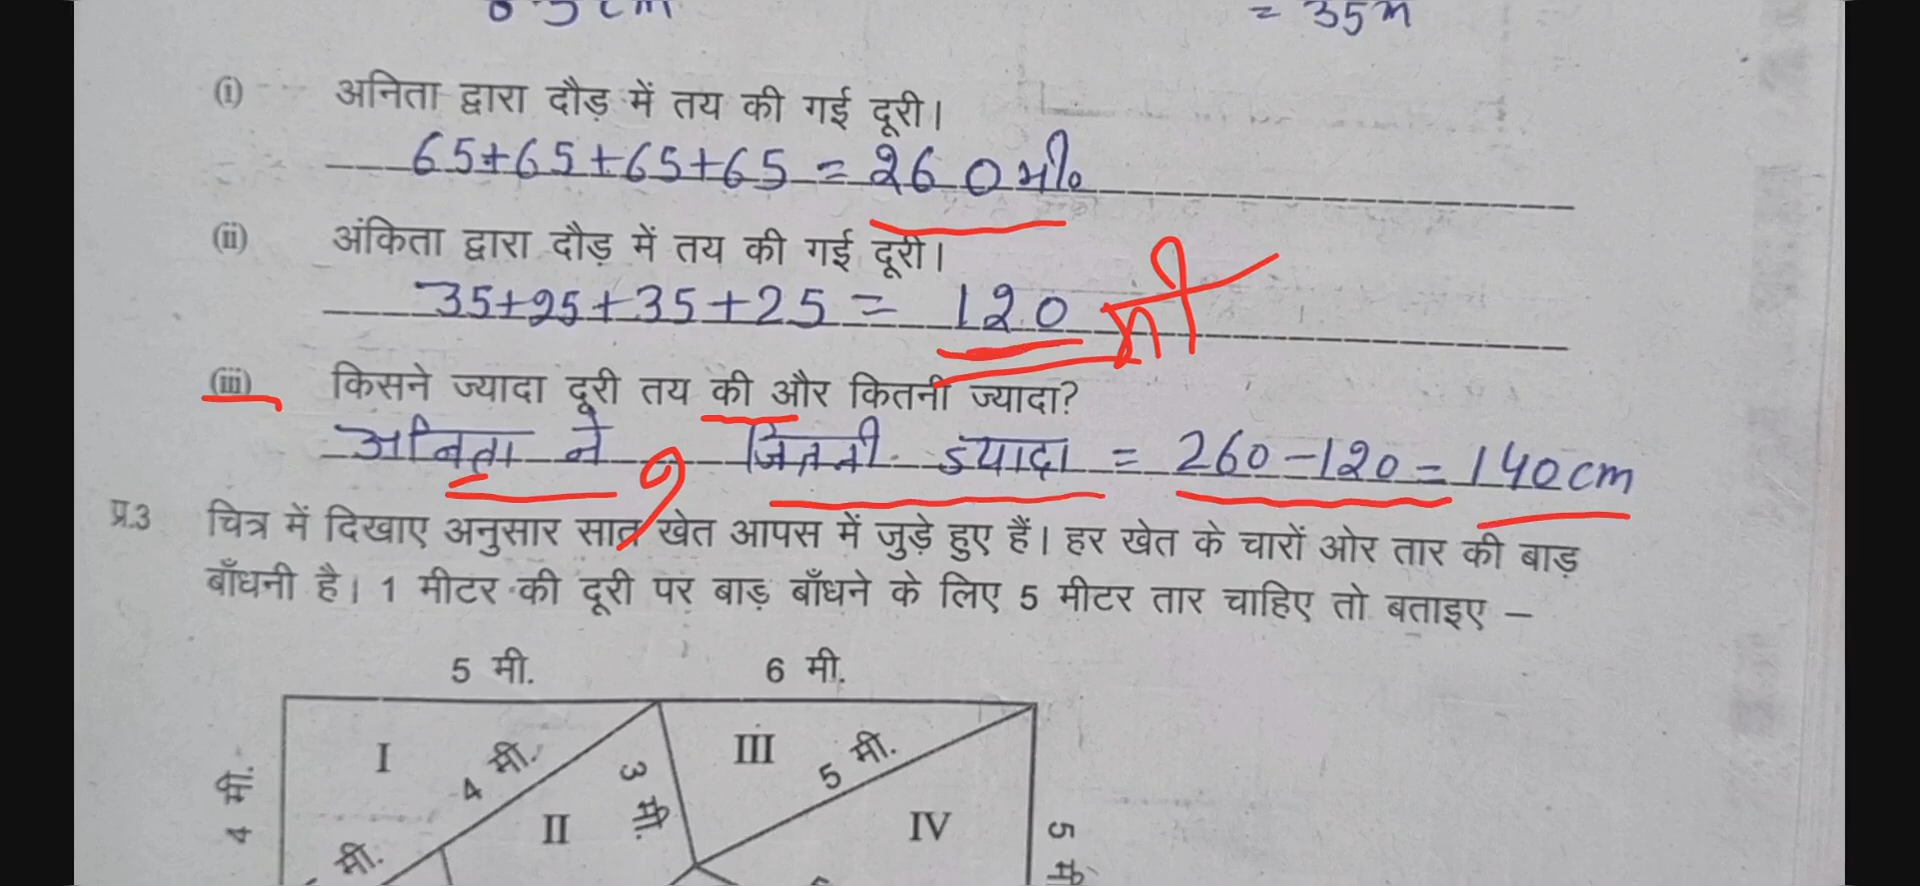 = 35m
(i) अनिता द्वारा दौड़ में तय की गई दूरी।
65+65+65+65 = 260 मी०
(ii) अंकिता द्वारा दौड़ में तय की गई दूरी।
35+25+35+25 = 120 मी
(iii) किसने ज्यादा दूरी तय की और कितनी ज्यादा?
अनिता ने, जितनी ज्यादा = 260-120= 140cm
प्र.3 चित्र में दिखाए अनुसार सात खेत आपस में जुड़े हुए हैं। हर खेत के चारों ओर तार की बाड़
बाँधनी है। 1 मीटर की दूरी पर बाड़ बाँधने के लिए 5 मीटर तार चाहिए तो बताइए –
5 मी. 6 मी.
I 4 मी. 3 मी. III 5 मी.
4 मी. II IV 5 मी
मी.